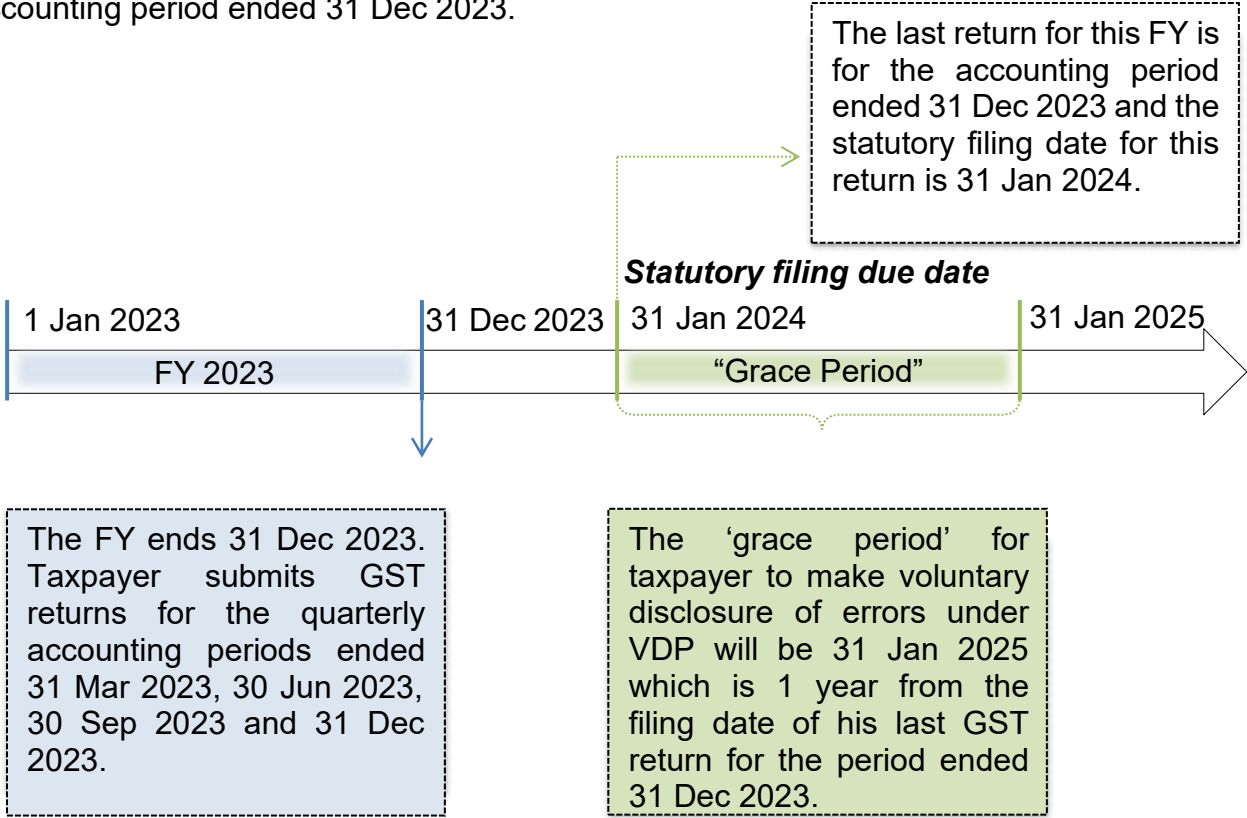 counting period ended 31 Dec 2023.
The last return for this FY is
for the accounting period
ended 31 Dec 2023 and the
statutory filing date for this
return is 31 Jan 2024.
Statutory filing due date
1 Jan 2023
31 Dec 2023
31 Jan 2024
31 Jan 2025
FY 2023
“Grace Period”
The FY ends 31 Dec 2023.
Taxpayer submits GST
returns for the quarterly
accounting periods ended
31 Mar 2023, 30 Jun 2023,
30 Sep 2023 and 31 Dec
2023.
The ‘grace period’ for
taxpayer to make voluntary
disclosure of errors under
VDP will be 31 Jan 2025
which is 1 year from the
filing date of his last GST
return for the period ended
31 Dec 2023.